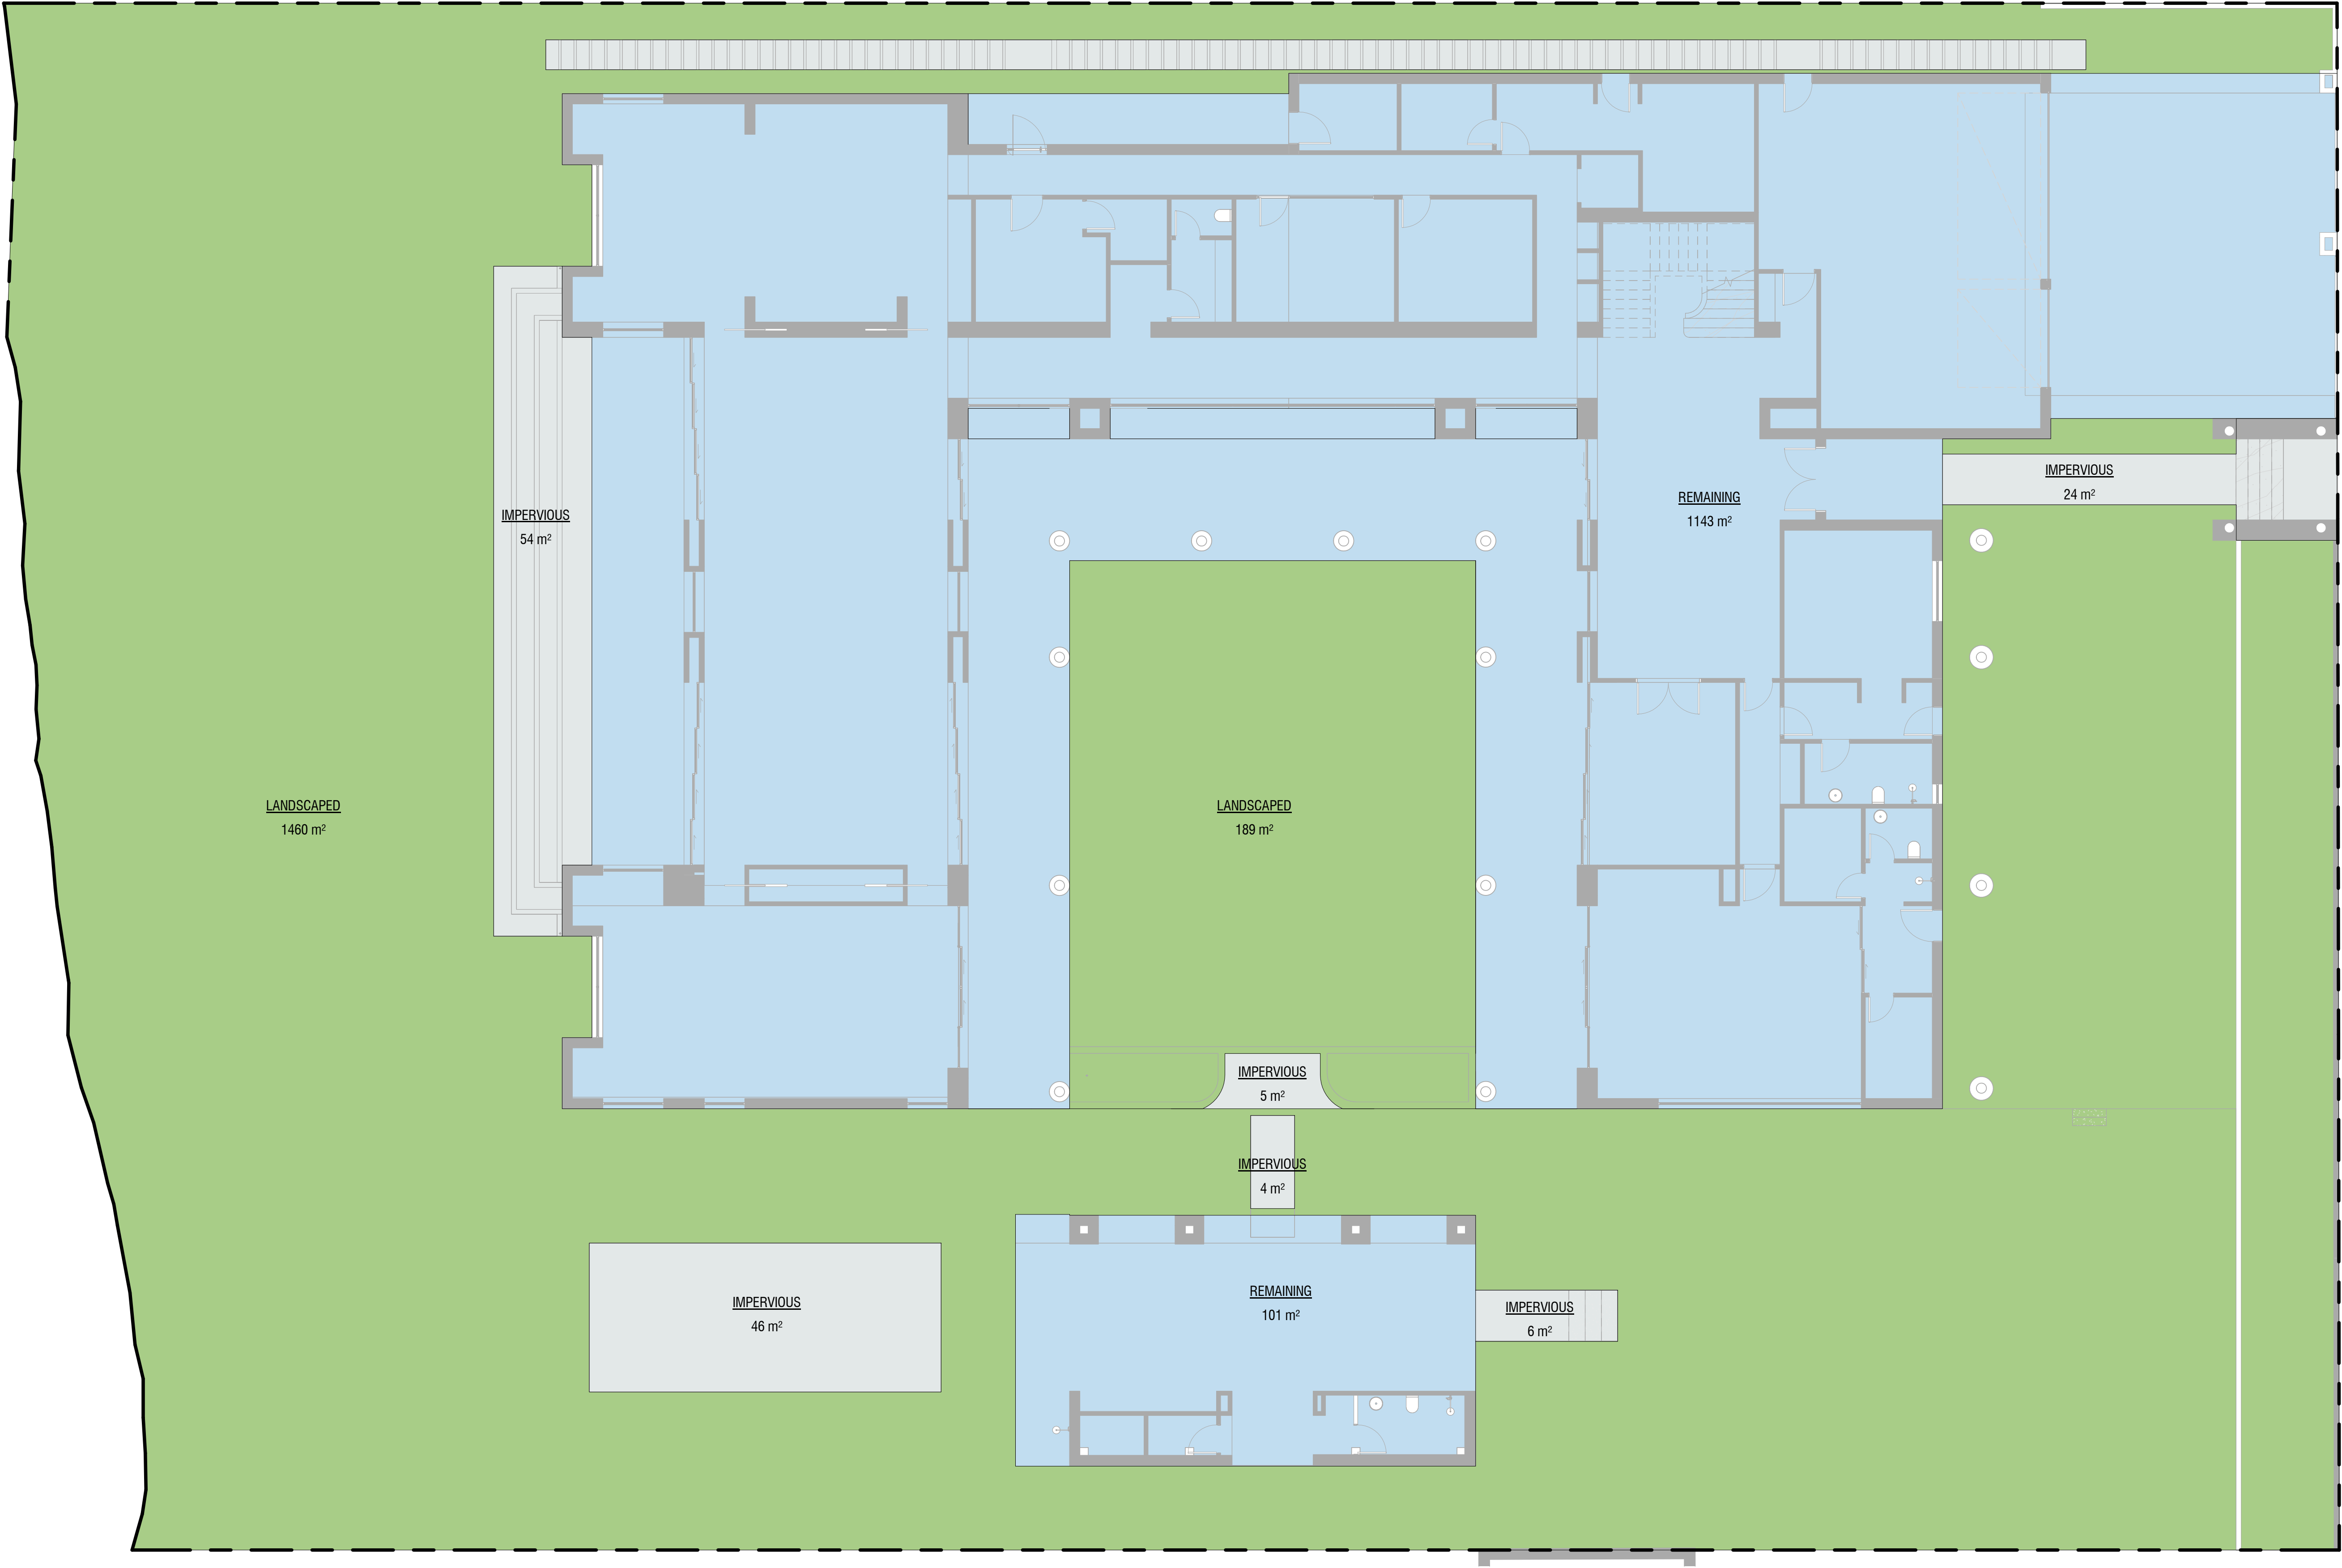 IMPERVIOUS
24 m²
REMAINING
1143 m²
IMPERVIOUS
54 m²
LANDSCAPED
1460 m²
LANDSCAPED
189 m²
IMPERVIOUS
5 m²
IMPERVIOUS
4 m²
IMPERVIOUS
46 m²
REMAINING
101 m²
IMPERVIOUS
6 m²